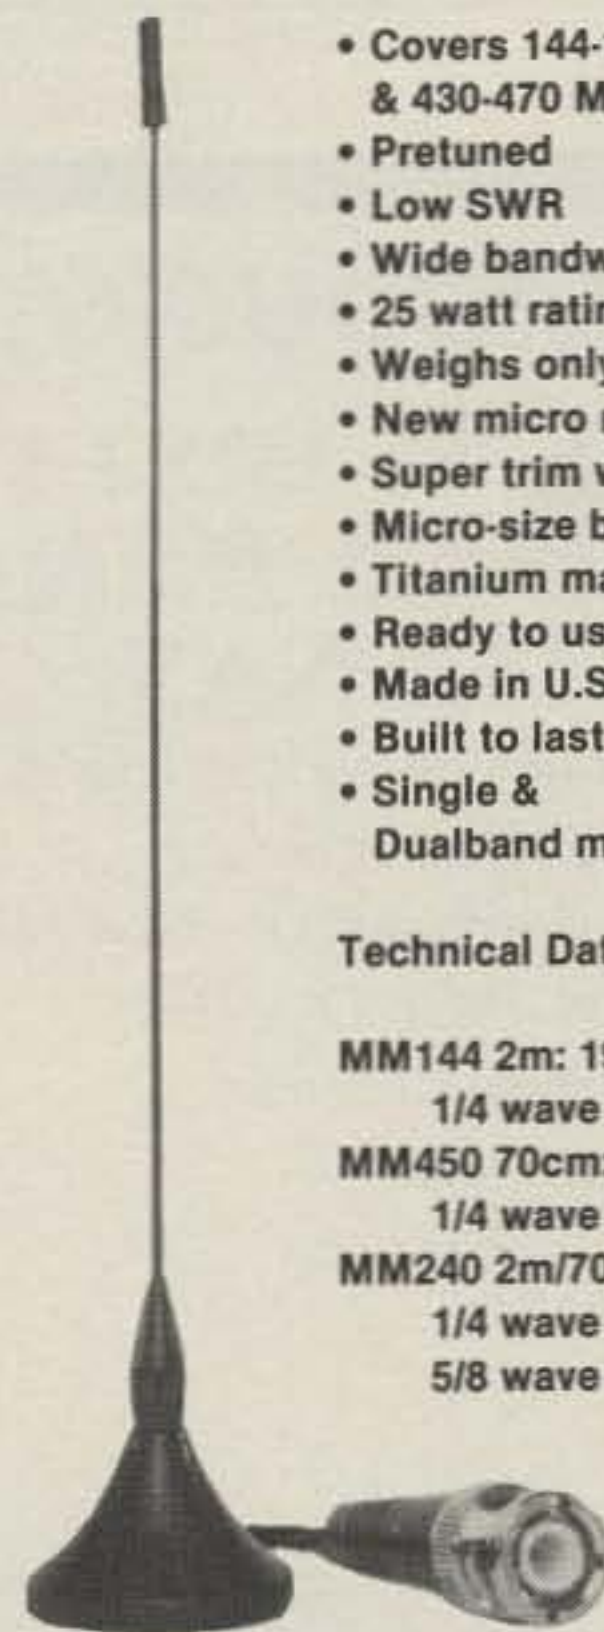 • Covers 144-
& 430-470 M
• Pretuned
• Low SWR
• Wide bandw
• 25 watt ratin
• Weighs only
• New micro
• Super trim
• Micro-size b
• Titanium ma
• Ready to us
• Made in U.S
• Built to last
• Single &
Dualband m
Technical Dat
MM144 2m: 1
1/4 wave
MM450 70cm:
1/4 wave
MM240 2m/70
1/4 wave
5/8 wave